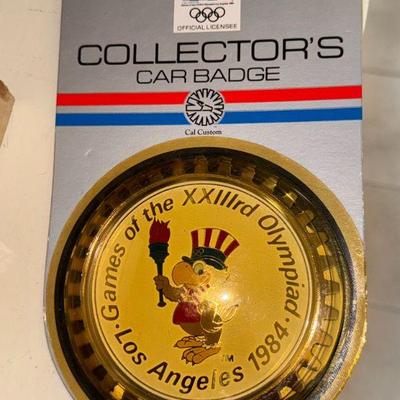 OFFICIAL LICENSEE
COLLECTOR'S
CAR BADGE
Cal Custom
Games of the XXIIIrd Olympiad
TM
· Los Angeles 1984 ·